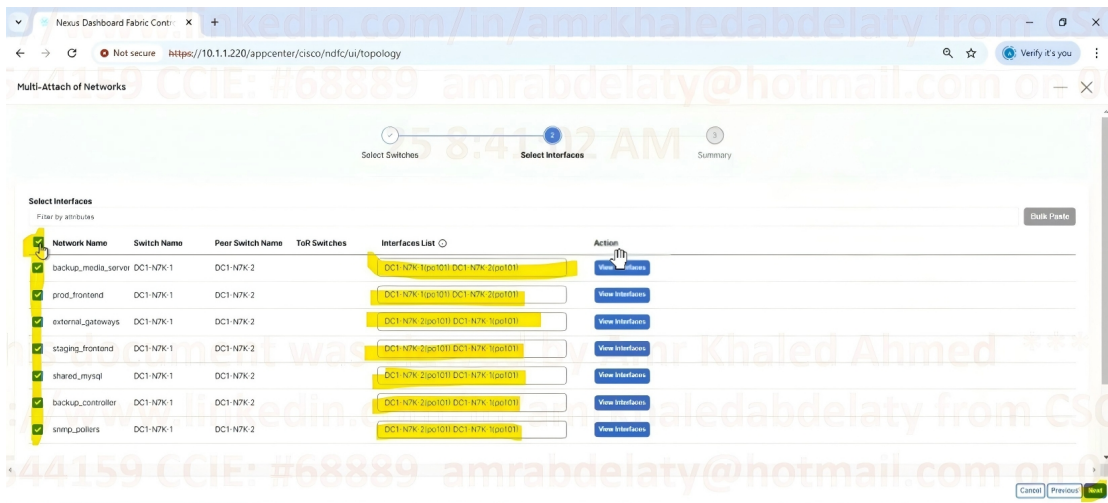 Nexus Dashboard Fabric Contr
Not secure https://10.1.1.220/appcenter/cisco/ndfc/ui/topology
Verify it's you
Multi-Attach of Networks
2
3
Select Switches
Select Interfaces
Summary
Select Interfaces
Filter by attributes
Bulk Paste
Network Name Switch Name Peer Switch Name ToR Switches Interfaces List Action
backup_media_server DC1-N7K-1 DC1-N7K-2 DC1-N7K-1(po101) DC1-N7K-2(po101) View Interfaces
prod_frontend DC1-N7K-1 DC1-N7K-2 DC1-N7K-1(po101) DC1-N7K-2(po101) View Interfaces
external_gateways DC1-N7K-1 DC1-N7K-2 DC1-N7K-2(po101) DC1-N7K-1(po101) View Interfaces
staging_frontend DC1-N7K-1 DC1-N7K-2 DC1-N7K-2(po101) DC1-N7K-1(po101) View Interfaces
shared_mysql DC1-N7K-1 DC1-N7K-2 DC1-N7K-2(po101) DC1-N7K-1(po101) View Interfaces
backup_controller DC1-N7K-1 DC1-N7K-2 DC1-N7K-2(po101) DC1-N7K-1(po101) View Interfaces
snmp_pollers DC1-N7K-1 DC1-N7K-2 DC1-N7K-2(po101) DC1-N7K-1(po101) View Interfaces
Cancel Previous Next
linkedin.com/in/amrkhaledabdelaty from CSC
44159 CCIE: #68889 amrabdelaty@hotmail.com on 0
25 8:41:02 AM
document was by Amr Khaled Ahmed
544159 CCIE: #68889 amrabdelaty@hotmail.com on 0